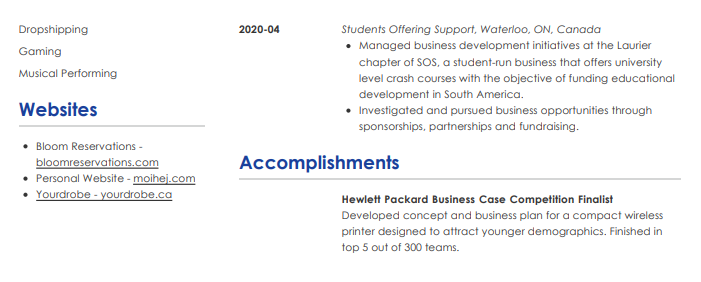 Dropshipping
Gaming
Musical Performing
Websites
• Bloom Reservations -
bloomreservations.com
• Personal Website - moihej.com
• Yourdrobe - yourdrobe.ca
2020-04
Students Offering Support, Waterloo, ON, Canada
• Managed business development initiatives at the Laurier
chapter of SOS, a student-run business that offers university
level crash courses with the objective of funding educational
development in South America.
• Investigated and pursued business opportunities through
sponsorships, partnerships and fundraising.
Accomplishments
Hewlett Packard Business Case Competition Finalist
Developed concept and business plan for a compact wireless
printer designed to attract younger demographics. Finished in
top 5 out of 300 teams.